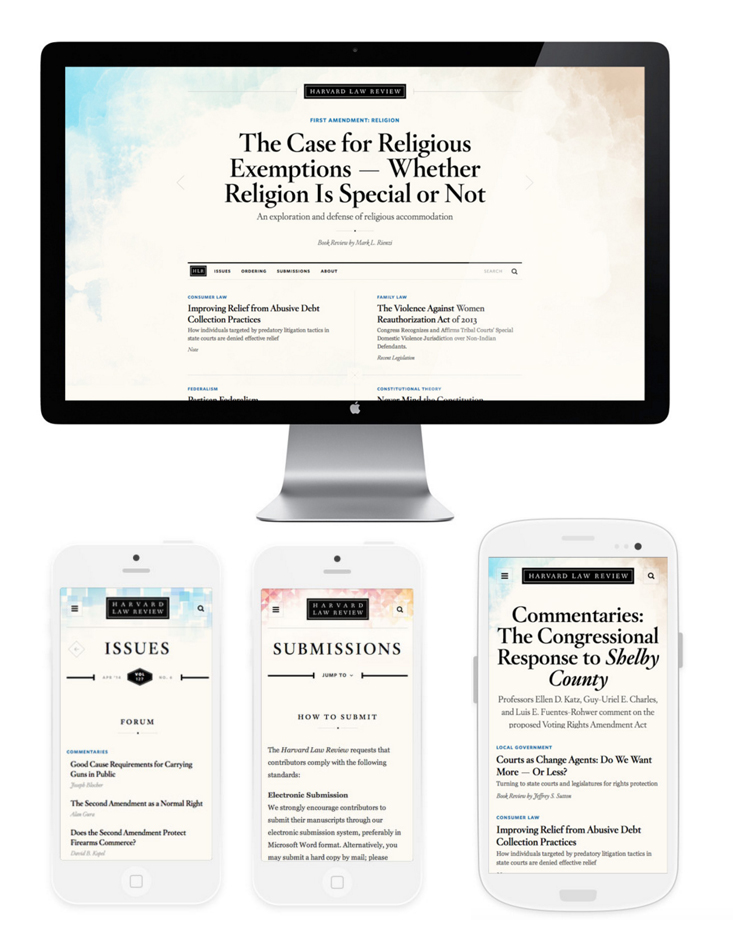 HARVARD LAW REVIEW
FIRST AMENDMENT: RELIGION
The Case for Religious
Exemptions — Whether
Religion Is Special or Not
An exploration and defense of religious accommodation
Book Review by Mark L. Rienzi
HLR ISSUES ORDERING SUBMISSIONS ABOUT SEARCH
CONSUMER LAW
Improving Relief from Abusive Debt
Collection Practices
How individuals targeted by predatory litigation tactics in
state courts are denied effective relief
Note
FAMILY LAW
The Violence Against Women
Reauthorization Act of 2013
Congress Recognizes and Affirms Tribal Courts' Special
Domestic Violence Jurisdiction over Non-Indian
Defendants.
Recent Legislation
FEDERALISM
Partisan Federalism
CONSTITUTIONAL THEORY
Never Mind the Constitution
HARVARD
LAW REVIEW
ISSUES
APR '14 VOL 127 NO. 6
FORUM
COMMENTARIES
Good Cause Requirements for Carrying
Guns in Public
Joseph Blocher
The Second Amendment as a Normal Right
Alan Gura
Does the Second Amendment Protect
Firearms Commerce?
David B. Kopel
HARVARD
LAW REVIEW
SUBMISSIONS
JUMP TO
HOW TO SUBMIT
The Harvard Law Review requests that
contributors comply with the following
standards:
Electronic Submission
We strongly encourage contributors to
submit their manuscripts through our
electronic submission system, preferably in
Microsoft Word format. Alternatively, you
may submit a hard copy by mail; please
HARVARD LAW REVIEW
Commentaries:
The Congressional
Response to Shelby
County
Professors Ellen D. Katz, Guy-Uriel E. Charles,
and Luis E. Fuentes-Rohwer comment on the
proposed Voting Rights Amendment Act
LOCAL GOVERNMENT
Courts as Change Agents: Do We Want
More — Or Less?
Turning to state courts and legislatures for rights protection
Book Review by Jeffrey S. Sutton
CONSUMER LAW
Improving Relief from Abusive Debt
Collection Practices
How individuals targeted by predatory litigation tactics in
state courts are denied effective relief